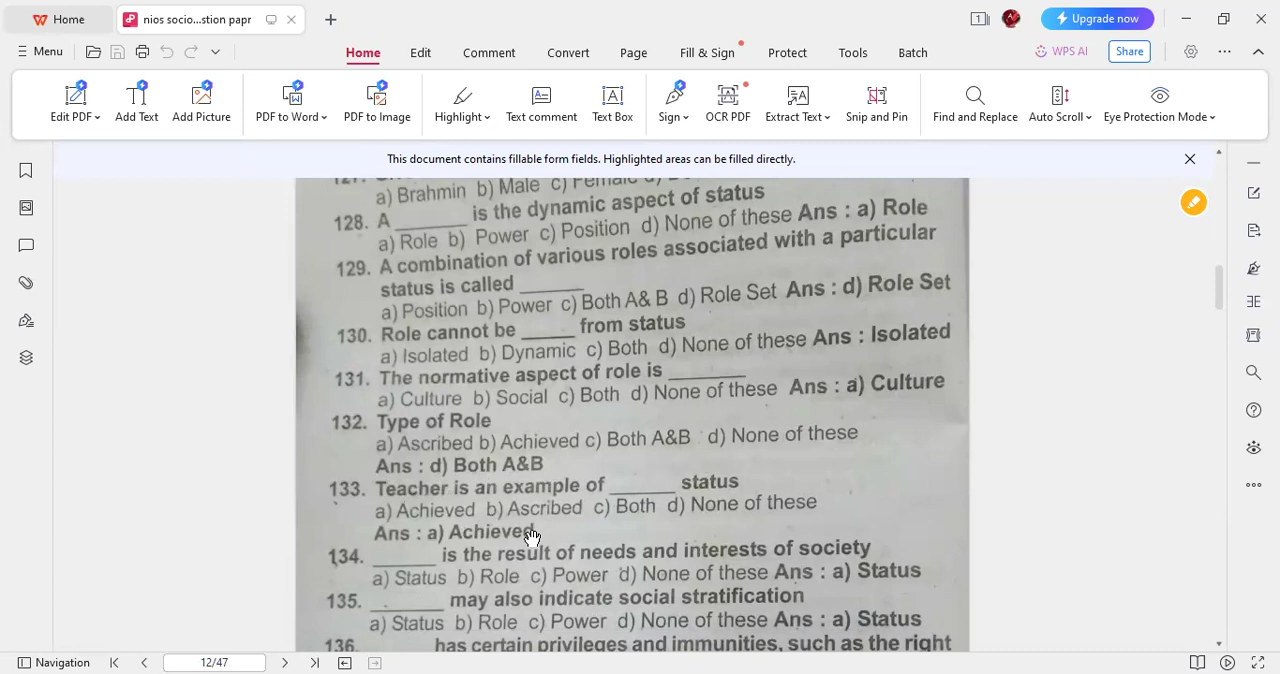 Home
nios socio...stion papr
1
Upgrade now
Menu
Home
Edit
Comment
Convert
Page
Fill & Sign
Protect
Tools
Batch
WPS AI
Share
Edit PDF
Add Text
Add Picture
PDF to Word
PDF to Image
Highlight
Text comment
Text Box
Sign
OCR PDF
Extract Text
Snip and Pin
Find and Replace
Auto Scroll
Eye Protection Mode
This document contains fillable form fields. Highlighted areas can be filled directly.
a) Brahmin b) Male c) Female
128. A ______ is the dynamic aspect of status
a) Role b) Power c) Position d) None of these Ans : a) Role
129. A combination of various roles associated with a particular
status is called ______
a) Position b) Power c) Both A& B d) Role Set Ans : d) Role Set
130. Role cannot be _____ from status
a) Isolated b) Dynamic c) Both d) None of these Ans : Isolated
131. The normative aspect of role is _______
a) Culture b) Social c) Both d) None of these Ans : a) Culture
132. Type of Role
a) Ascribed b) Achieved c) Both A&B d) None of these
Ans : d) Both A&B
133. Teacher is an example of ______ status
a) Achieved b) Ascribed c) Both d) None of these
Ans : a) Achieved
134. ______ is the result of needs and interests of society
a) Status b) Role c) Power d) None of these Ans : a) Status
135. _______ may also indicate social stratification
a) Status b) Role c) Power d) None of these Ans : a) Status
136. ____ has certain privileges and immunities, such as the right
Navigation
12/47